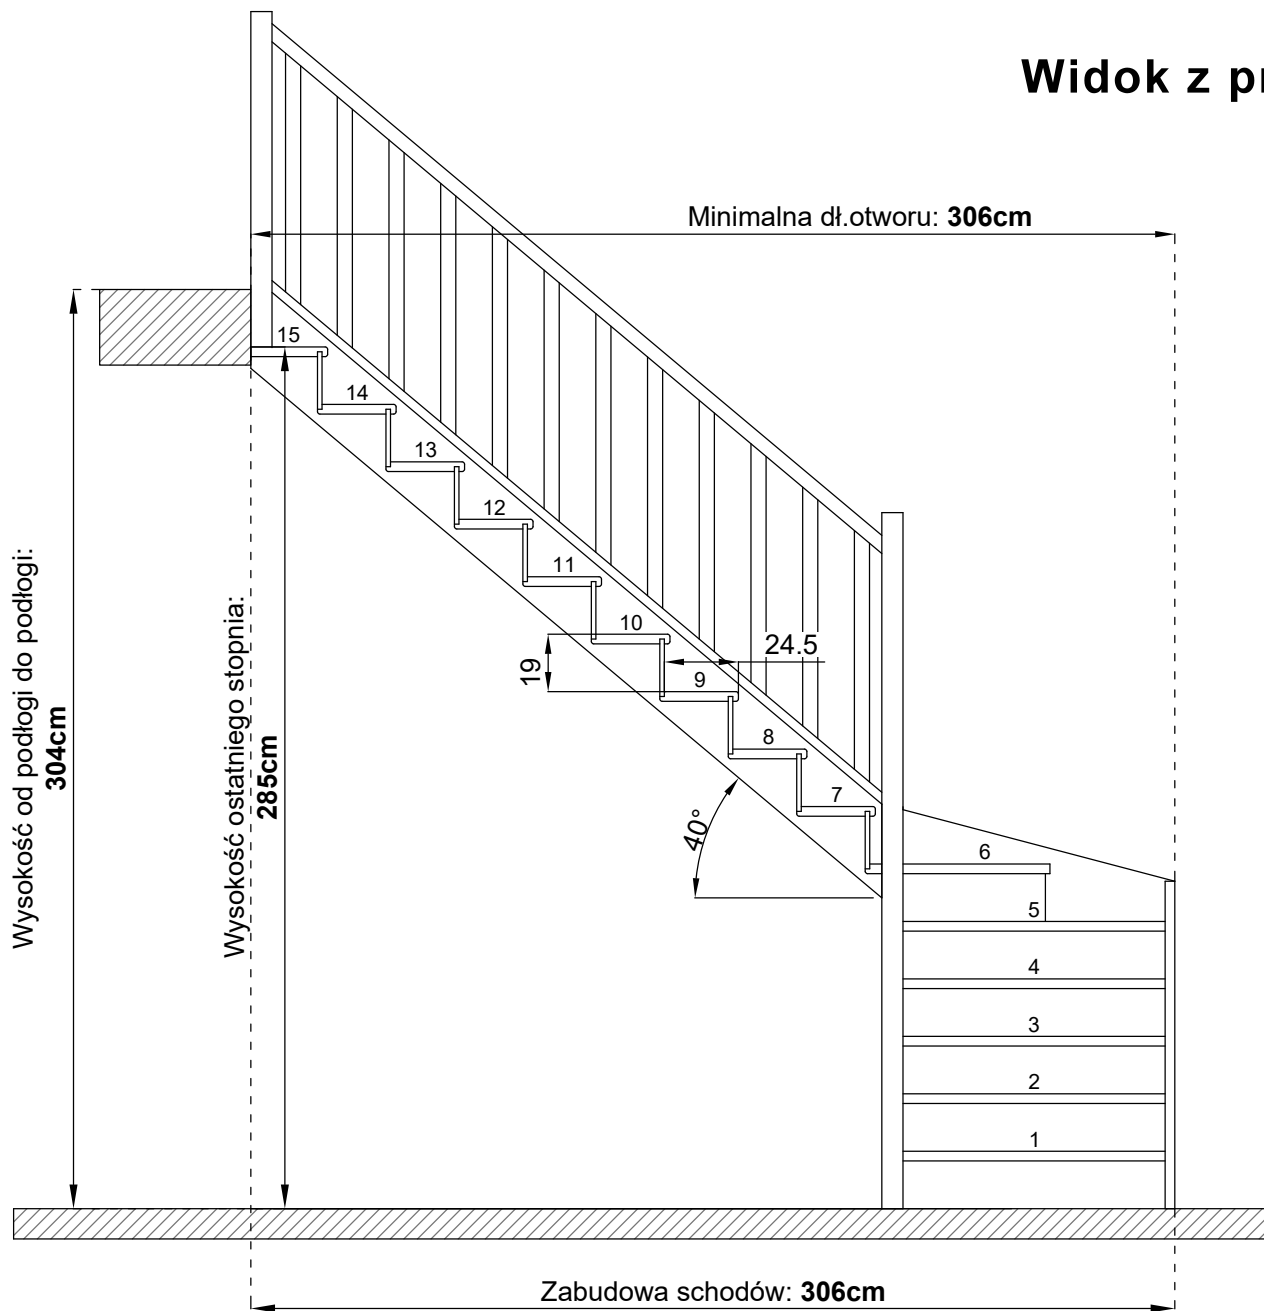 Widok z pr
Minimalna dł.otworu: 306cm
15
14
13
12
11
10
24.5
19
9
8
7
40°
6
5
4
3
2
1
Wysokość od podłogi do podłogi:
304cm
Wysokość ostatniego stopnia:
285cm
Zabudowa schodów: 306cm